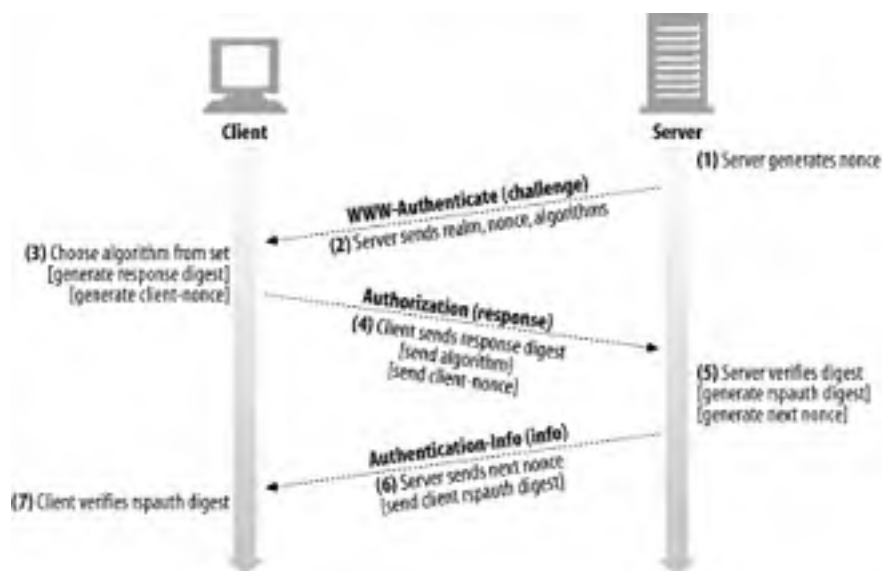 Client
Server
(1) Server generates nonce
WWW-Authenticate (challenge)
(2) Server sends realm, nonce, algorithms
(3) Choose algorithm from set
[generate response digest]
[generate client-nonce]
Authorization (response)
(4) Client sends response digest
[send algorithm]
[send client-nonce]
(5) Server verifies digest
[generate rspauth digest]
[generate next nonce]
Authentication-Info (info)
(6) Server sends next nonce
[send client rspauth digest]
(7) Client verifies rspauth digest